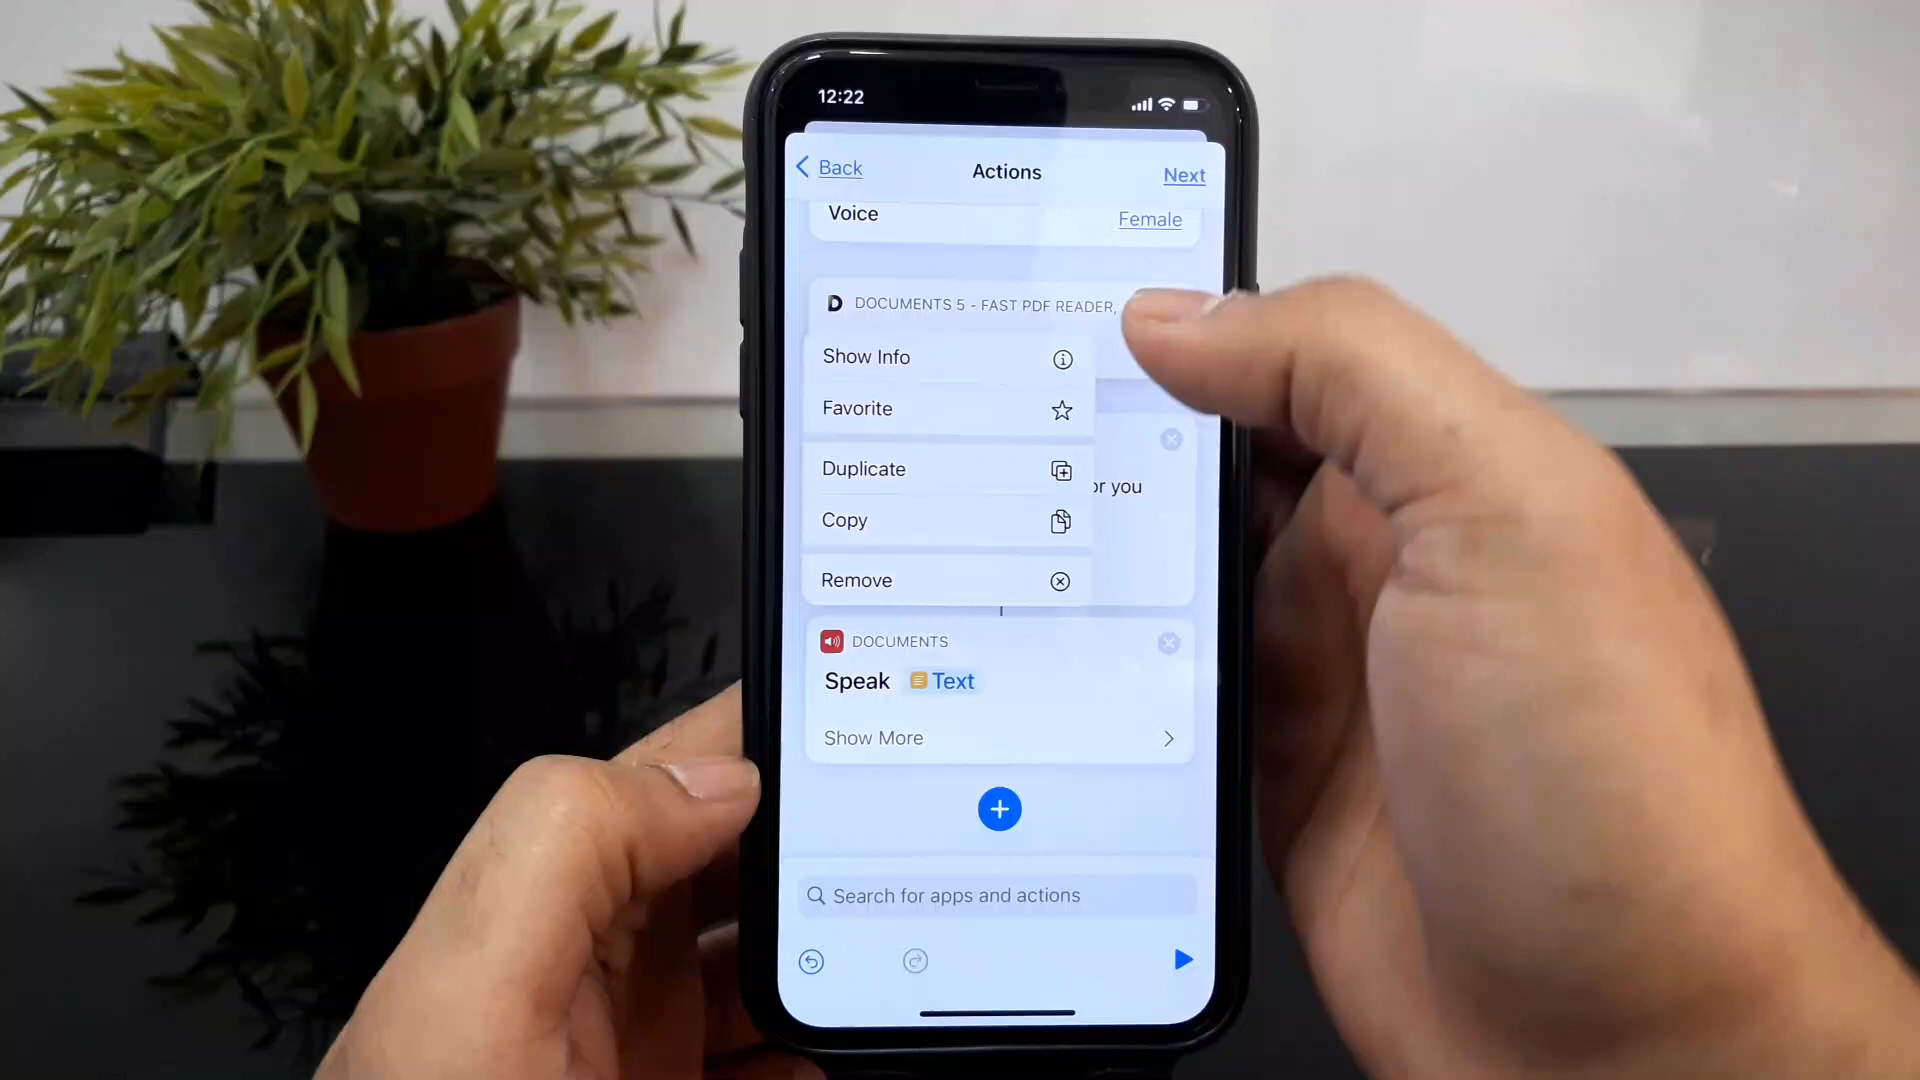 12:22
Back
Actions
Next
Voice
Female
DOCUMENTS 5 - FAST PDF READER,
Show Info
Favorite
Duplicate
or you
Copy
Remove
DOCUMENTS
Speak Text
Show More
Search for apps and actions